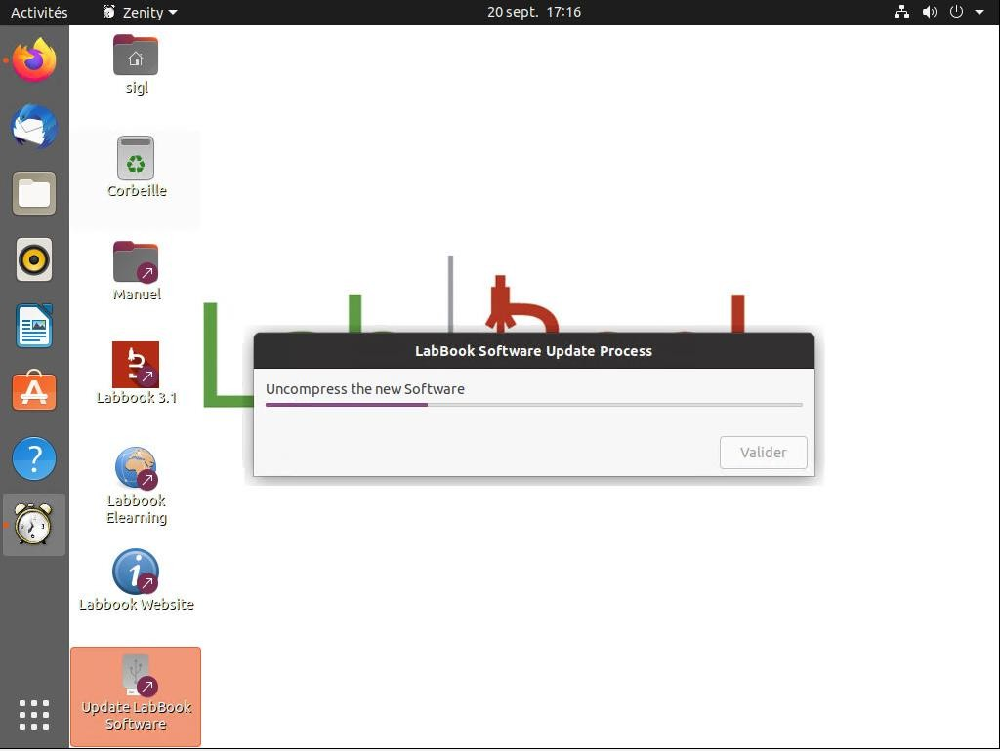 Activités
Zenity
20 sept. 17:16
sigl
Corbeille
Manuel
Labbook 3.1
Labbook
Elearning
Labbook Website
Update LabBook
Software
LabBook Software Update Process
Uncompress the new Software
Valider